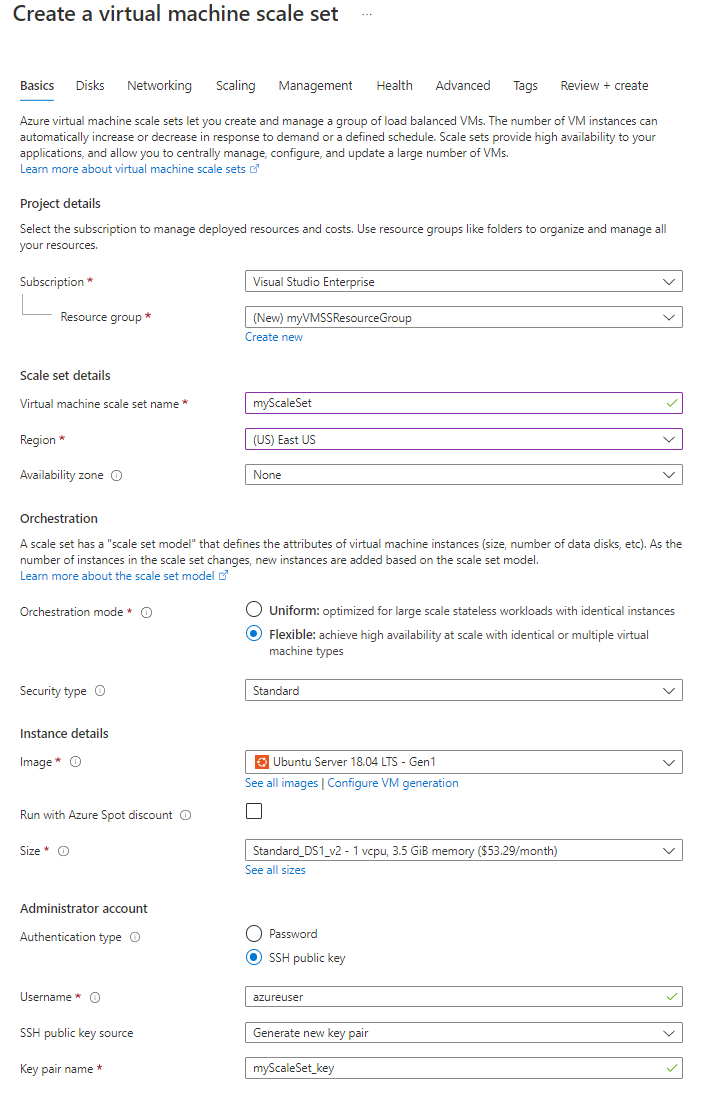 Create a virtual machine scale set ...
Basics Disks Networking Scaling Management Health Advanced Tags Review + create
Azure virtual machine scale sets let you create and manage a group of load balanced VMs. The number of VM instances can
automatically increase or decrease in response to demand or a defined schedule. Scale sets provide high availability to your
applications, and allow you to centrally manage, configure, and update a large number of VMs.
Learn more about virtual machine scale sets
Project details
Select the subscription to manage deployed resources and costs. Use resource groups like folders to organize and manage all
your resources.
Subscription * Visual Studio Enterprise
Resource group * (New) myVMSSResourceGroup
Create new
Scale set details
Virtual machine scale set name * myScaleSet
Region * (US) East US
Availability zone None
Orchestration
A scale set has a "scale set model" that defines the attributes of virtual machine instances (size, number of data disks, etc). As the
number of instances in the scale set changes, new instances are added based on the scale set model.
Learn more about the scale set model
Orchestration mode * Uniform: optimized for large scale stateless workloads with identical instances
Flexible: achieve high availability at scale with identical or multiple virtual
machine types
Security type Standard
Instance details
Image * Ubuntu Server 18.04 LTS - Gen1
See all images | Configure VM generation
Run with Azure Spot discount
Size * Standard_DS1_v2 - 1 vcpu, 3.5 GiB memory ($53.29/month)
See all sizes
Administrator account
Authentication type Password
SSH public key
Username * azureuser
SSH public key source Generate new key pair
Key pair name * myScaleSet_key